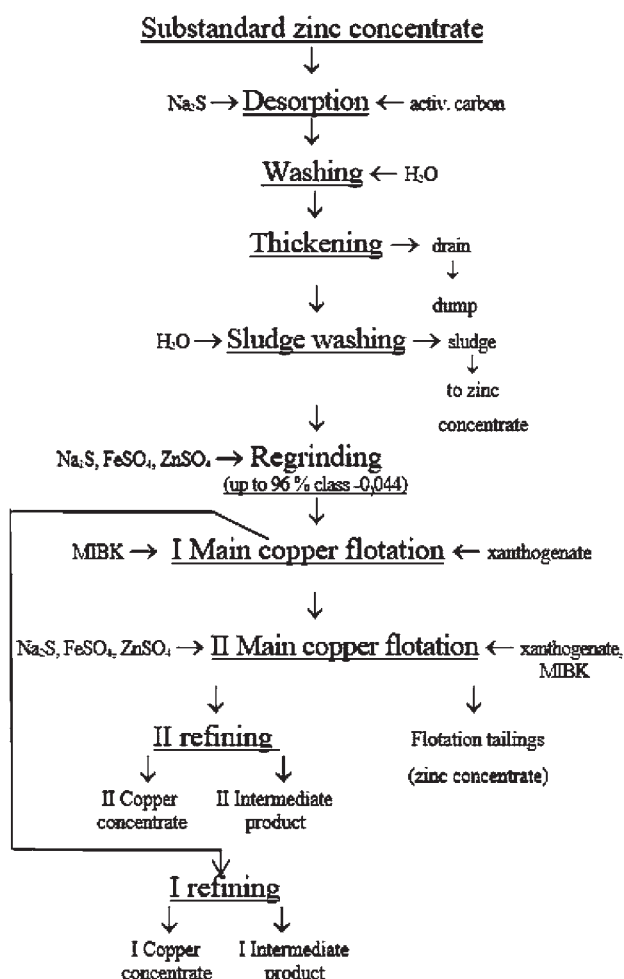 Substandard zinc concentrate
Na₂S → Desorption ← activ. carbon
Washing ← H₂O
Thickening → drain
dump
H₂O → Sludge washing → sludge
to zinc
concentrate
Na₂S, FeSO₄, ZnSO₄ → Regrinding
(up to 96 % class -0,044)
MIBK → I Main copper flotation ← xanthogenate
Na₂S, FeSO₄, ZnSO₄ → II Main copper flotation ← xanthogenate,
MIBK
II refining
Flotation tailings
(zinc concentrate)
II Copper
concentrate
II Intermediate
product
I refining
I Copper
concentrate
I Intermediate
product